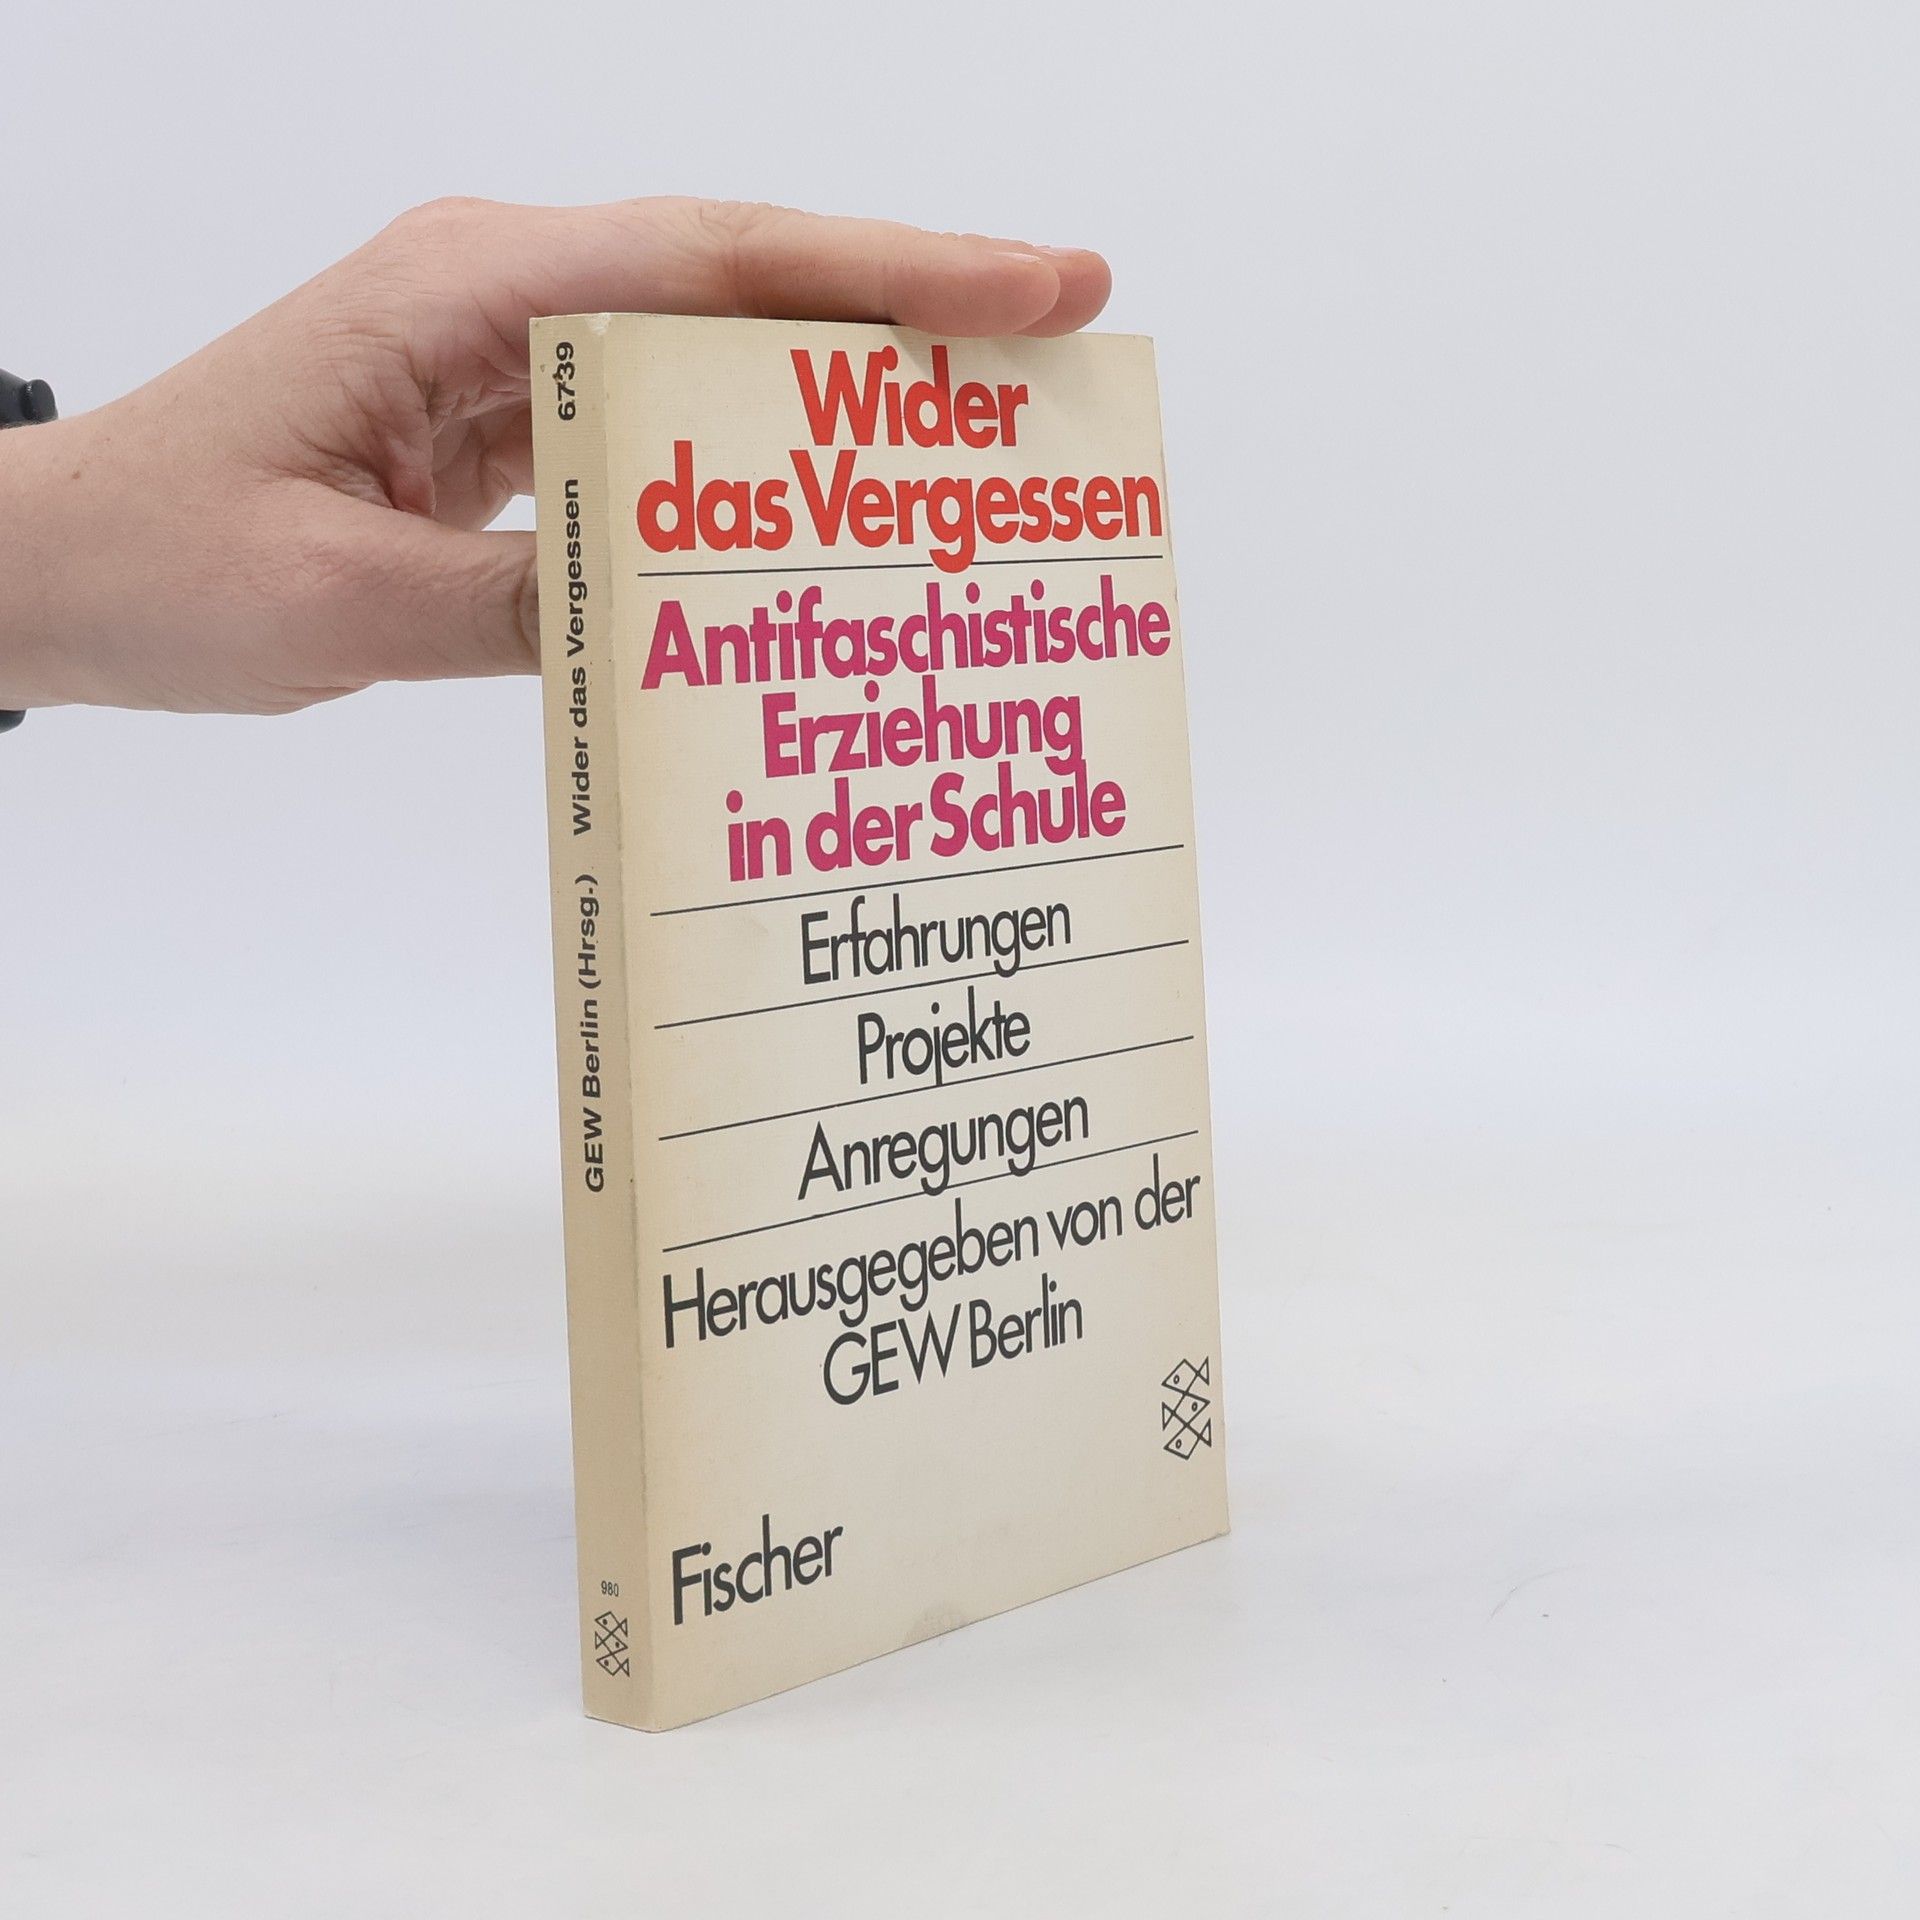 Wider
das Vergessen
Antifaschistische
Erziehung
in der Schule
Erfahrungen
Projekte
Anregungen
Herausgegeben von der
GEW Berlin
Fischer
GEW Berlin (Hrsg.) Wider das Vergessen 6739
980